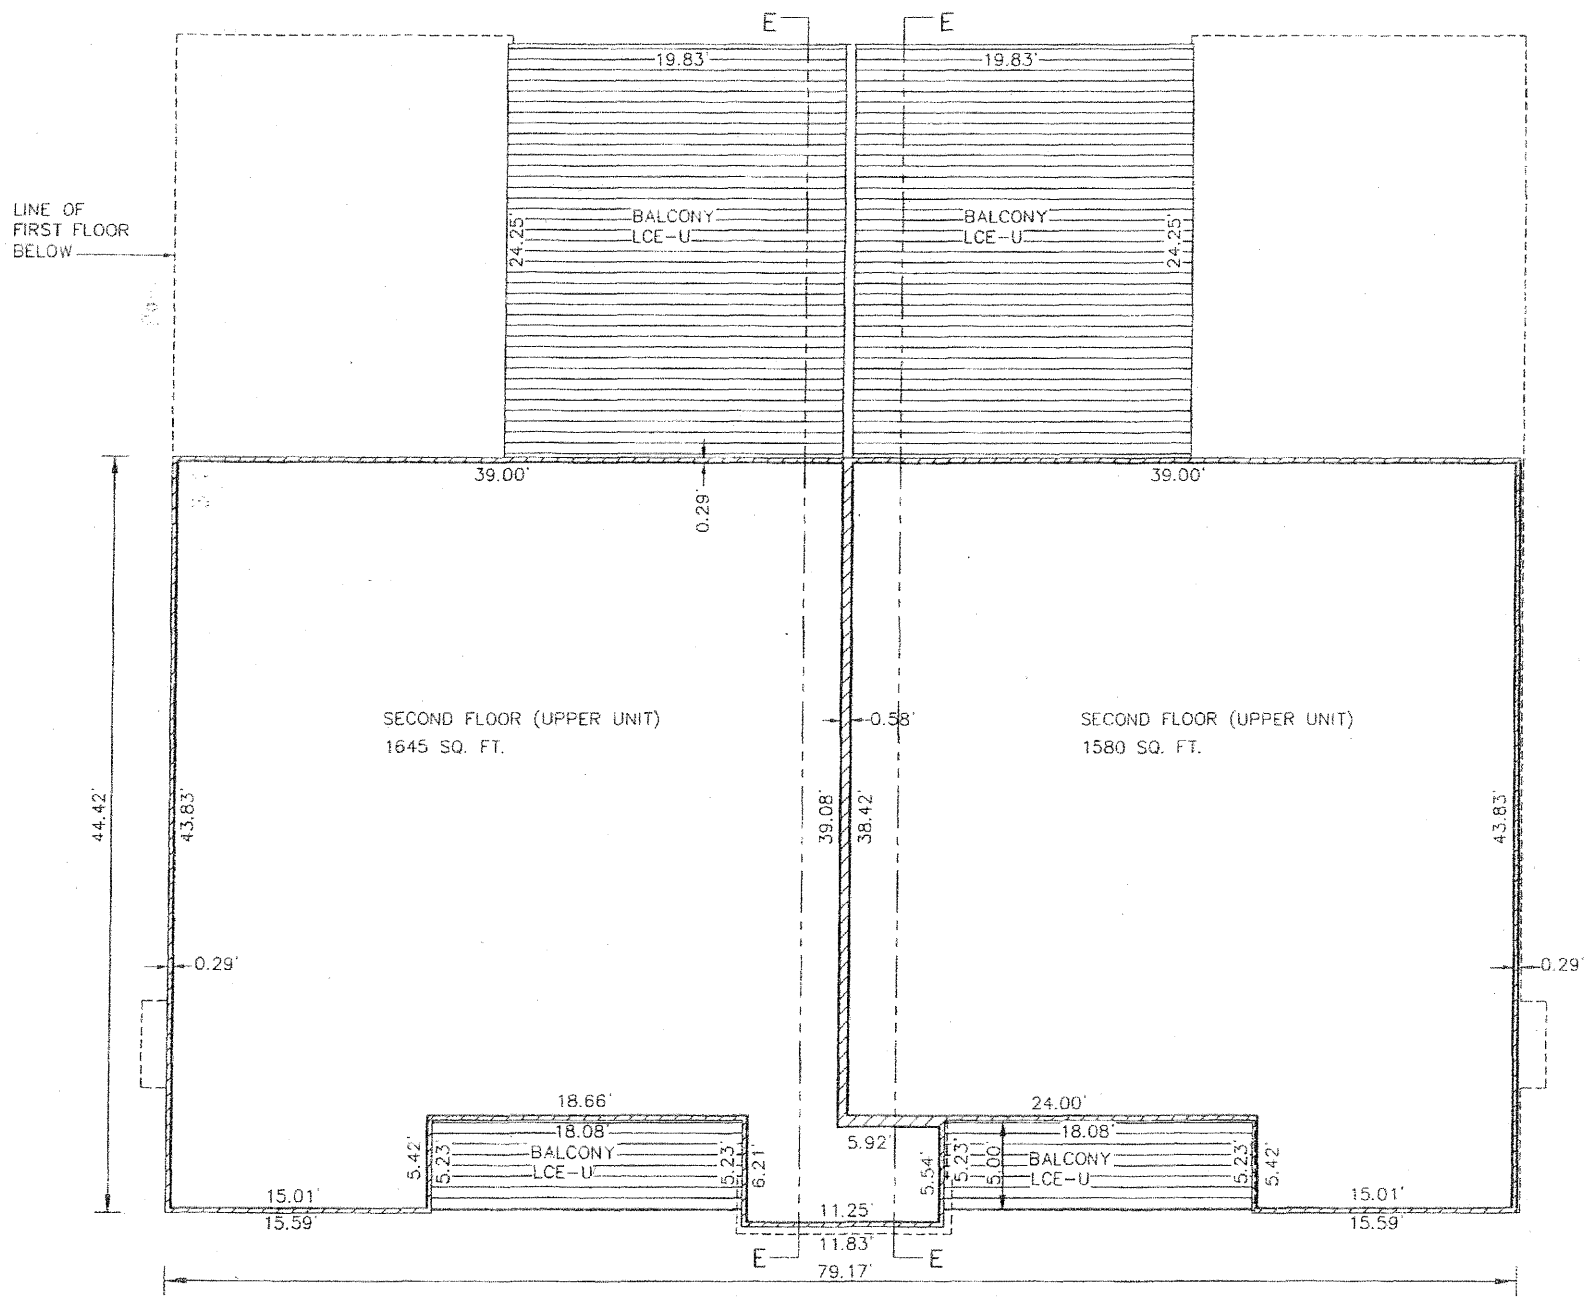 E
E
19.83'
19.83'
LINE OF
FIRST FLOOR
BELOW
24.25'
BALCONY
LCE-U
BALCONY
LCE-U
24.25'
39.00'
0.29'
39.00'
SECOND FLOOR (UPPER UNIT)
1645 SQ. FT.
0.58'
SECOND FLOOR (UPPER UNIT)
1580 SQ. FT.
44.42'
43.83'
39.08'
38.42'
43.83'
0.29'
0.29'
18.66'
24.00'
18.08'
5.92'
18.08'
5.42'
5.23'
BALCONY
LCE-U
5.23'
6.21'
5.54'
5.23'
5.00'
BALCONY
LCE-U
5.23'
5.42'
15.01'
15.59'
11.25'
11.83'
15.01'
15.59'
E
E
79.17'